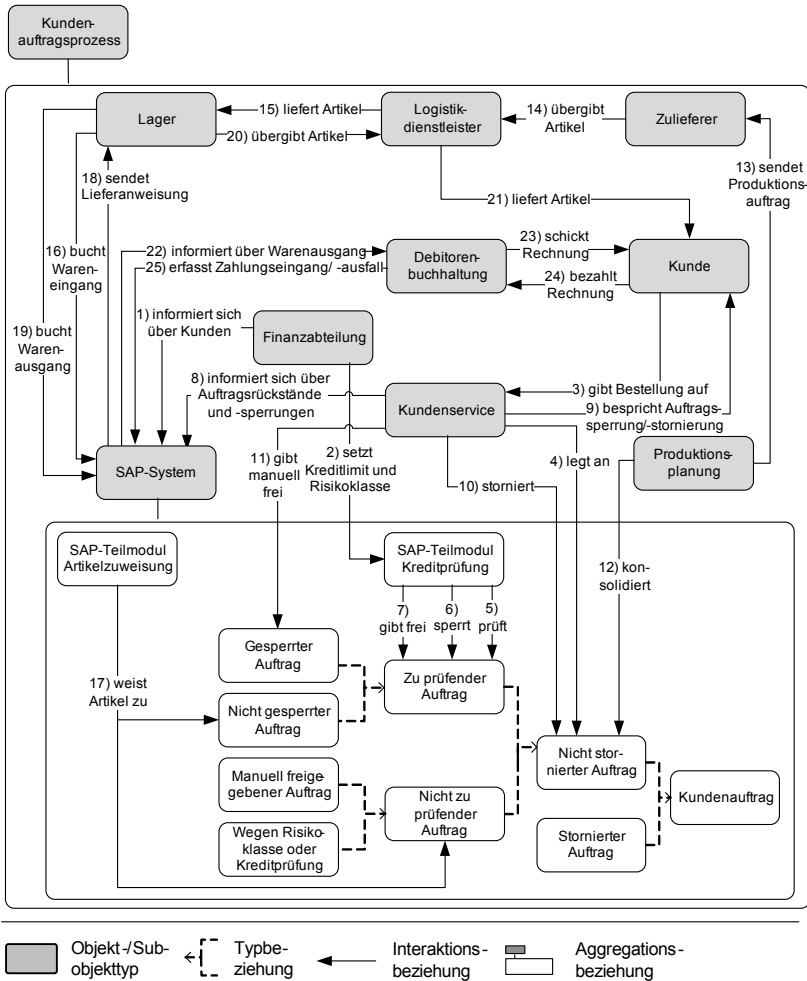 Kunden-
auftragsprozess
Lager
15) liefert Artikel
Logistik-
dienstleister
14) übergibt
Artikel
Zulieferer
20) übergibt Artikel
13) sendet
Produktions-
auftrag
18) sendet
Lieferanweisung
21) liefert Artikel
16) bucht
Waren-
eingang
22) informiert über Warenausgang
25) erfasst Zahlungseingang/ -ausfall
Debitoren-
buchhaltung
23) schickt
Rechnung
24) bezahlt
Rechnung
Kunde
19) bucht
Waren-
ausgang
1) informiert sich
über Kunden
Finanzabteilung
8) informiert sich über
Auftragsrückstände
und -sperrungen
Kundenservice
3) gibt Bestellung auf
9) bespricht Auftrags-
sperrung/-stornierung
SAP-System
11) gibt
manuell
frei
2) setzt
Kreditlimit und
Risikoklasse
10) storniert
4) legt an
Produktions-
planung
SAP-Teilmodul
Artikelzuweisung
SAP-Teilmodul
Kreditprüfung
12) kon-
solidiert
7)
gibt frei
6)
sperrt
5)
prüft
Gesperrter
Auftrag
Zu prüfender
Auftrag
17) weist
Artikel zu
Nicht gesperrter
Auftrag
Nicht stor-
nierter Auftrag
Manuell freige-
gebener Auftrag
Nicht zu
prüfender
Auftrag
Kundenauftrag
Wegen Risiko-
klasse oder
Kreditprüfung
Stornierter
Auftrag
Objekt-/Sub-
objekttyp
Typbe-
ziehung
Interaktions-
beziehung
Aggregations-
beziehung